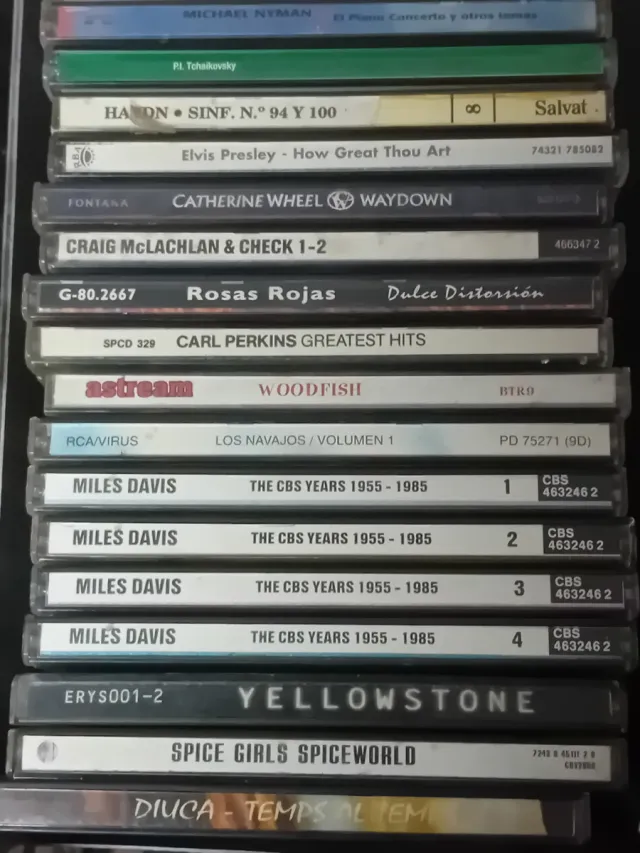 MICHAEL NYMAN El Piano Concerto y otros temas
P.I. Tchaikovsky
HAYDN • SINF. N.º 94 Y 100 ∞ Salvat
Elvis Presley - How Great Thou Art 74321 785082
FONTANA CATHERINE WHEEL WAYDOWN
CRAIG McLACHLAN & CHECK 1-2 466347 2
G-80.2667 Rosas Rojas Dulce Distorsión
SPCD 329 CARL PERKINS GREATEST HITS
astream WOODFISH BTR9
RCA/VIRUS LOS NAVAJOS / VOLUMEN 1 PD 75271 (9D)
MILES DAVIS THE CBS YEARS 1955 - 1985 1 CBS 463246 2
MILES DAVIS THE CBS YEARS 1955 - 1985 2 CBS 463246 2
MILES DAVIS THE CBS YEARS 1955 - 1985 3 CBS 463246 2
MILES DAVIS THE CBS YEARS 1955 - 1985 4 CBS 463246 2
ERYS001-2 YELLOWSTONE
SPICE GIRLS SPICEWORLD
DIUCA - TEMPS AL TEM